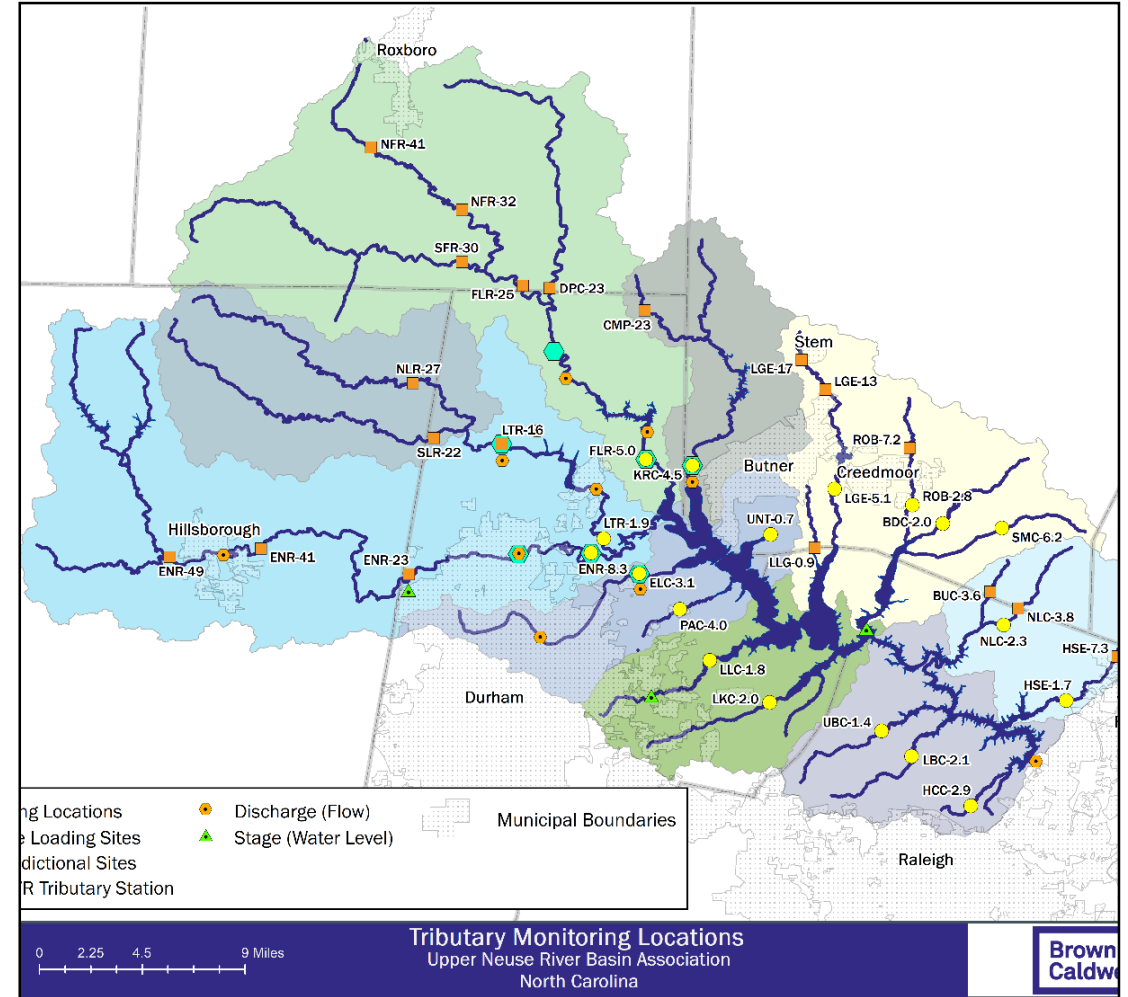 Roxboro
NFR-41
NFR-32
SFR-30
FLR-25
DPC-23
CMP-23
Stem
LGE-17
LGE-13
NLR-27
LTR-16
SLR-22
ROB-7.2
FLR-5.0
KRC-4.5
Butner
Creedmoor
LGE-5.1
ROB-2.8
BDC-2.0
UNT-0.7
SMC-6.2
Hillsborough
LTR-1.9
ENR-41
ENR-49
ENR-23
ENR-8.3
LLG-0.9
ELC-3.1
BUC-3.6
NLC-3.8
PAC-4.0
NLC-2.3
HSE-7.3
LLC-1.8
HSE-1.7
Durham
LKC-2.0
UBC-1.4
LBC-2.1
HCC-2.9
Raleigh
ng Locations
e Loading Sites
dictional Sites
R Tributary Station
Discharge (Flow)
Stage (Water Level)
Municipal Boundaries
Tributary Monitoring Locations
Upper Neuse River Basin Association
North Carolina
0 2.25 4.5 9 Miles
Brown
Caldw